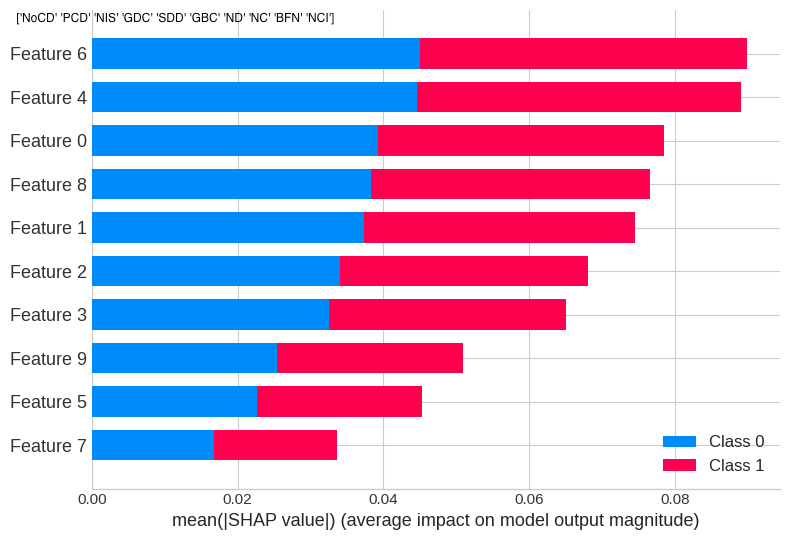 ['NoCD' 'PCD' 'NIS' 'GDC' 'SDD' 'GBC' 'ND' 'NC' 'BFN' 'NCI']
Feature 6
Feature 4
Feature 0
Feature 8
Feature 1
Feature 2
Feature 3
Feature 9
Feature 5
Feature 7
Class 0
Class 1
0.00 0.02 0.04 0.06 0.08
mean(|SHAP value|) (average impact on model output magnitude)